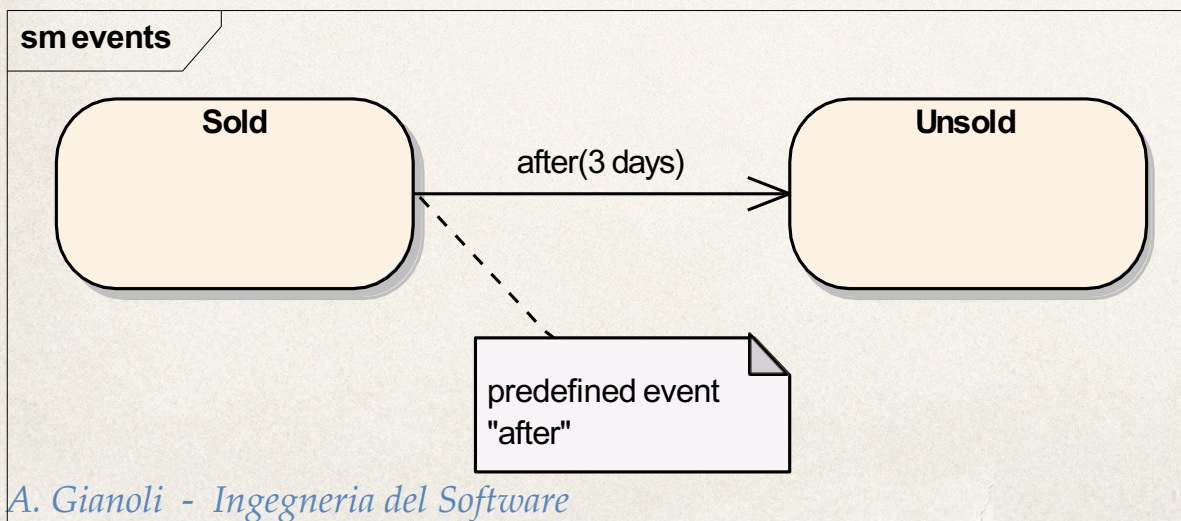 sm events
Sold
Unsold
after(3 days)
predefined event
"after"
A. Gianoli - Ingegneria del Software